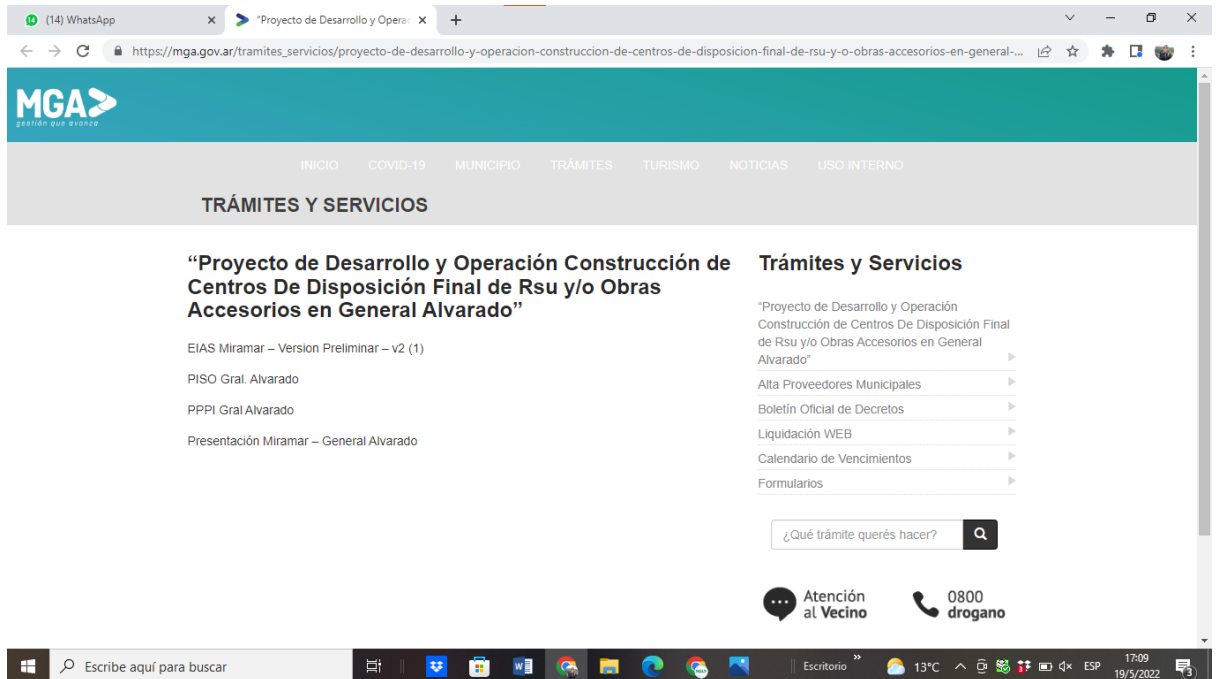 (14) WhatsApp
"Proyecto de Desarrollo y Operac
https://mga.gov.ar/tramites_servicios/proyecto-de-desarrollo-y-operacion-construccion-de-centros-de-disposicion-final-de-rsu-y-o-obras-accesorios-en-general-...
MGA
gestión que avanza
INICIO COVID-19 MUNICIPIO TRÁMITES TURISMO NOTICIAS USO INTERNO
TRÁMITES Y SERVICIOS
“Proyecto de Desarrollo y Operación Construcción de
Centros De Disposición Final de Rsu y/o Obras
Accesorios en General Alvarado”
EIAS Miramar – Version Preliminar – v2 (1)
PISO Gral. Alvarado
PPPI Gral Alvarado
Presentación Miramar – General Alvarado
Trámites y Servicios
“Proyecto de Desarrollo y Operación
Construcción de Centros De Disposición Final
de Rsu y/o Obras Accesorios en General
Alvarado”
Alta Proveedores Municipales
Boletín Oficial de Decretos
Liquidación WEB
Calendario de Vencimientos
Formularios
¿Qué trámite querés hacer?
Atención
al Vecino
0800
drogano
Escribe aquí para buscar
Escritorio
13°C
ESP
17:09
19/5/2022
3